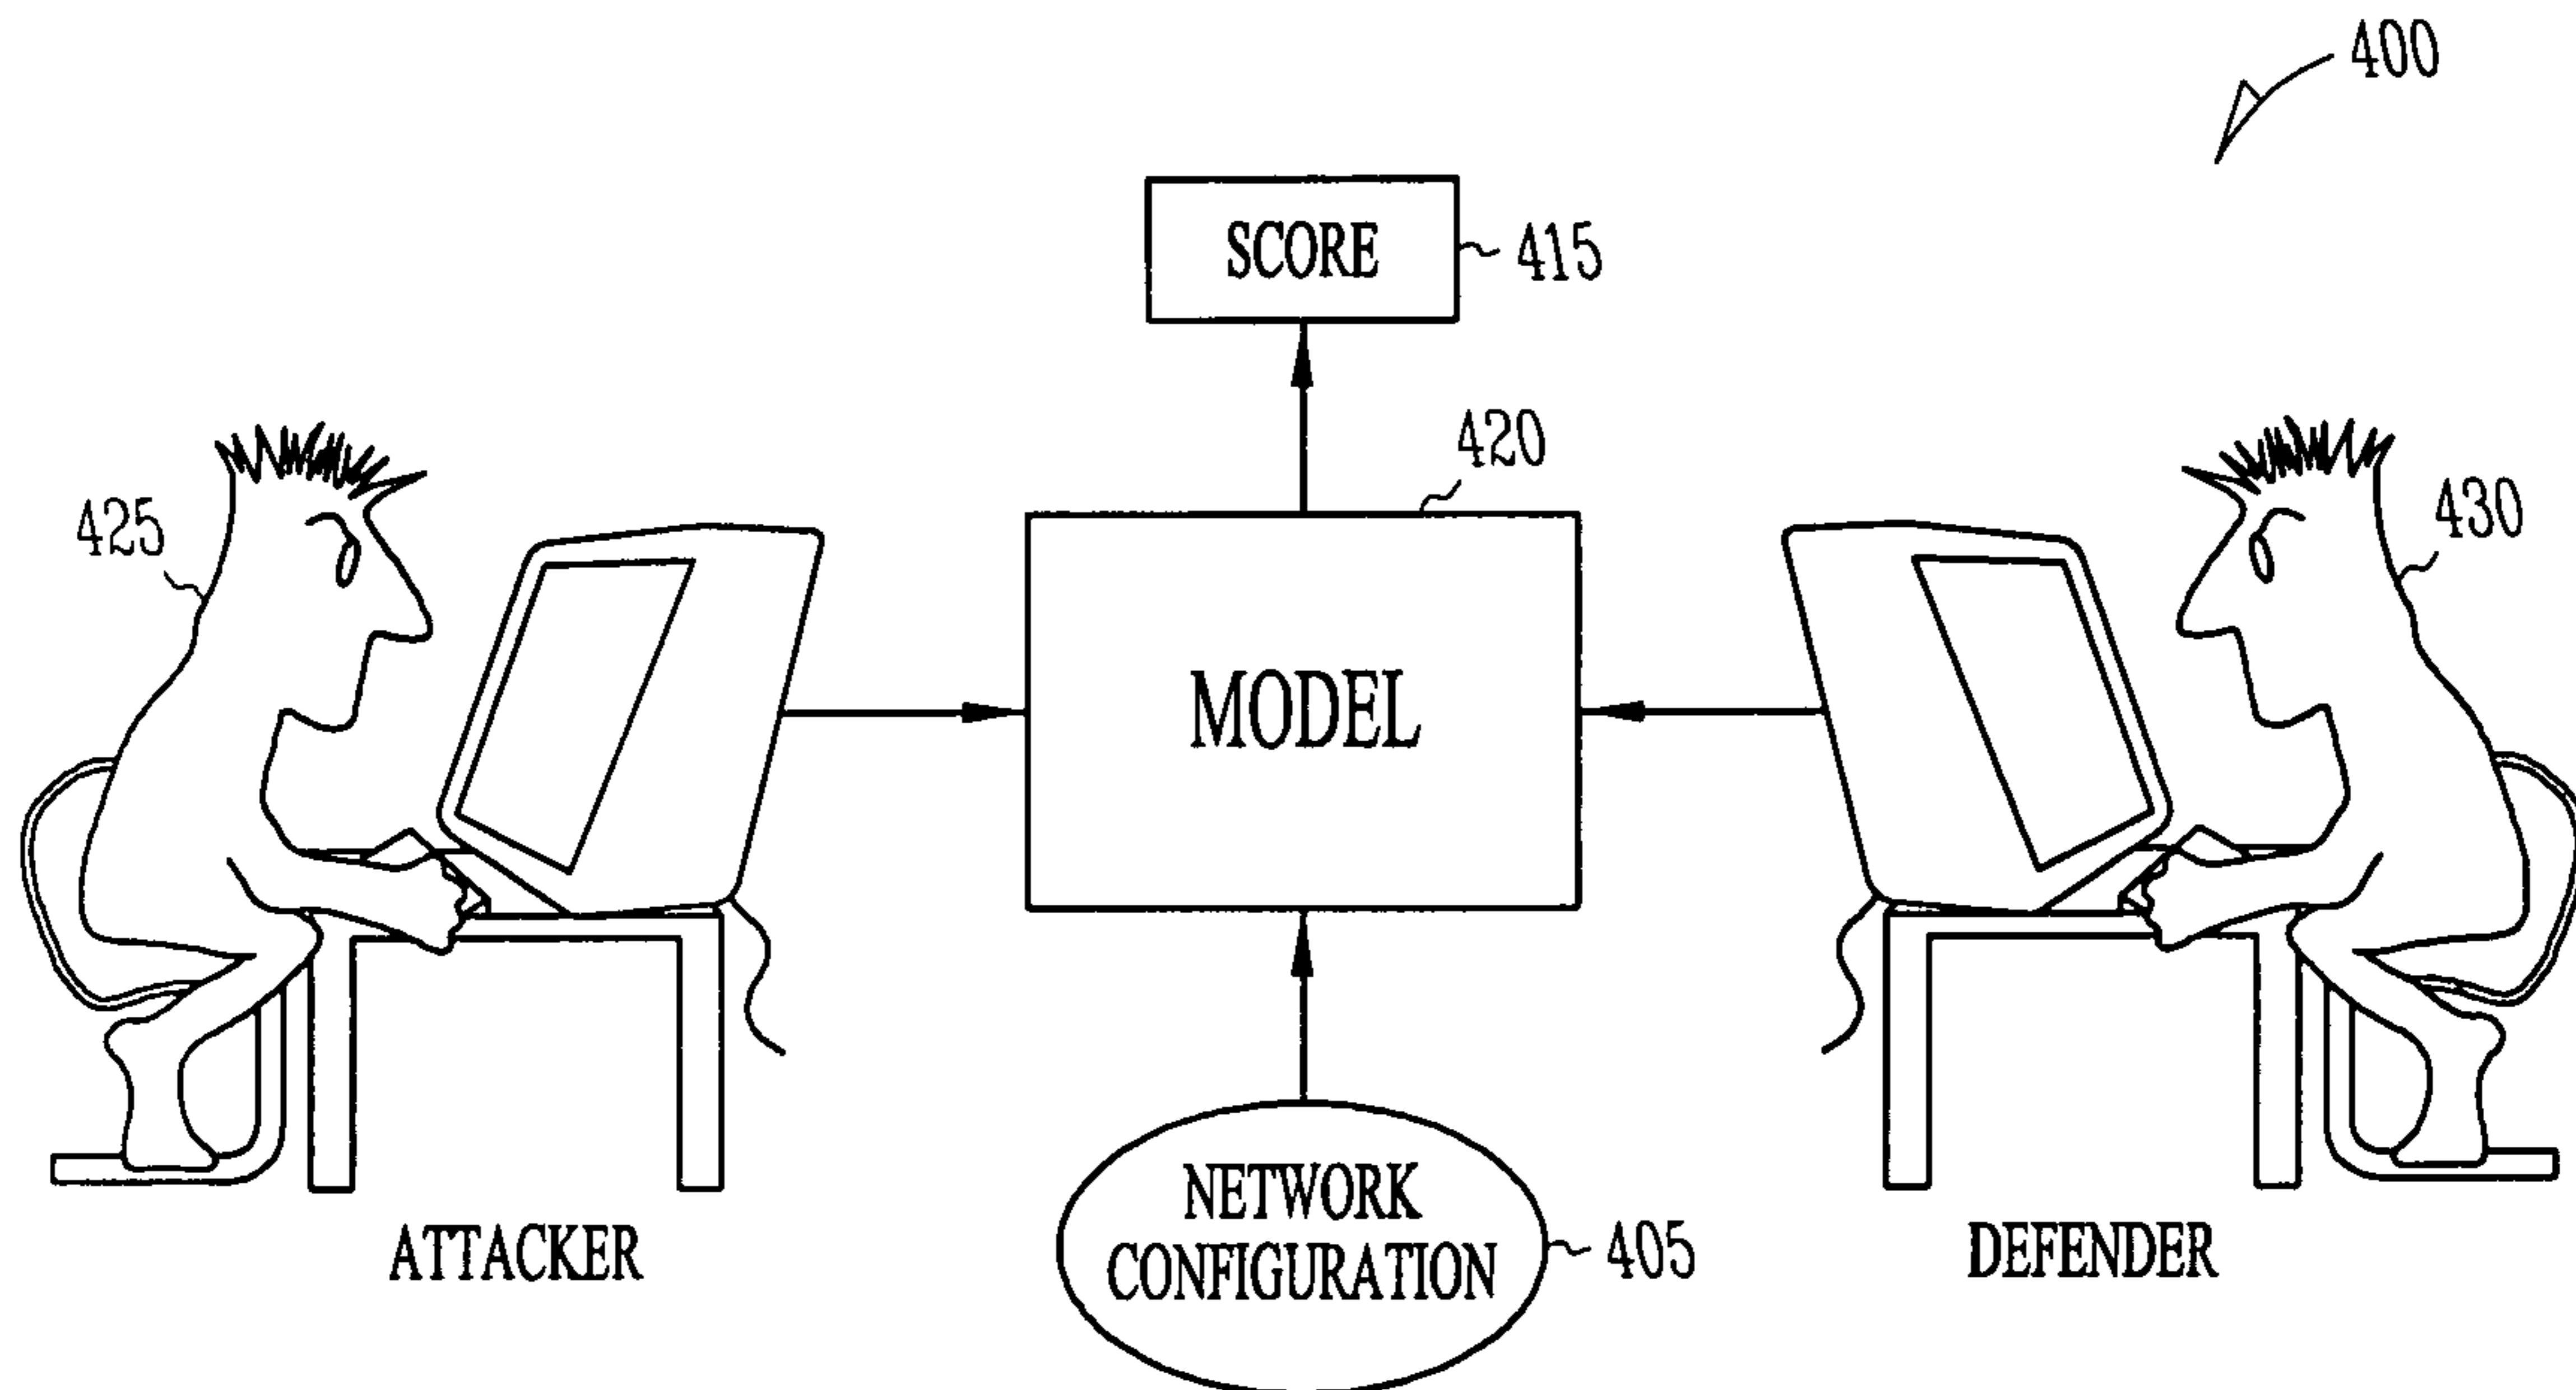 400
SCORE
415
420
425
430
MODEL
NETWORK
CONFIGURATION
405
ATTACKER
DEFENDER